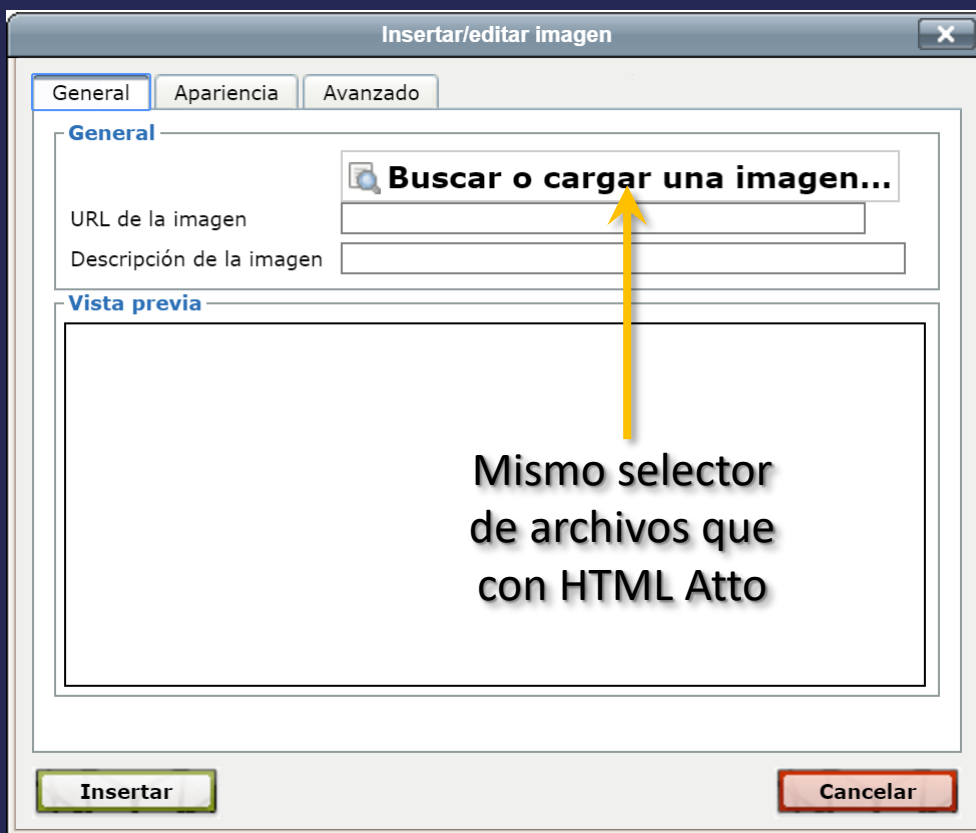 Insertar/editar imagen
General Apariencia Avanzado
General
Buscar o cargar una imagen...
URL de la imagen
Descripción de la imagen
Vista previa
Mismo selector
de archivos que
con HTML Atto
Insertar Cancelar